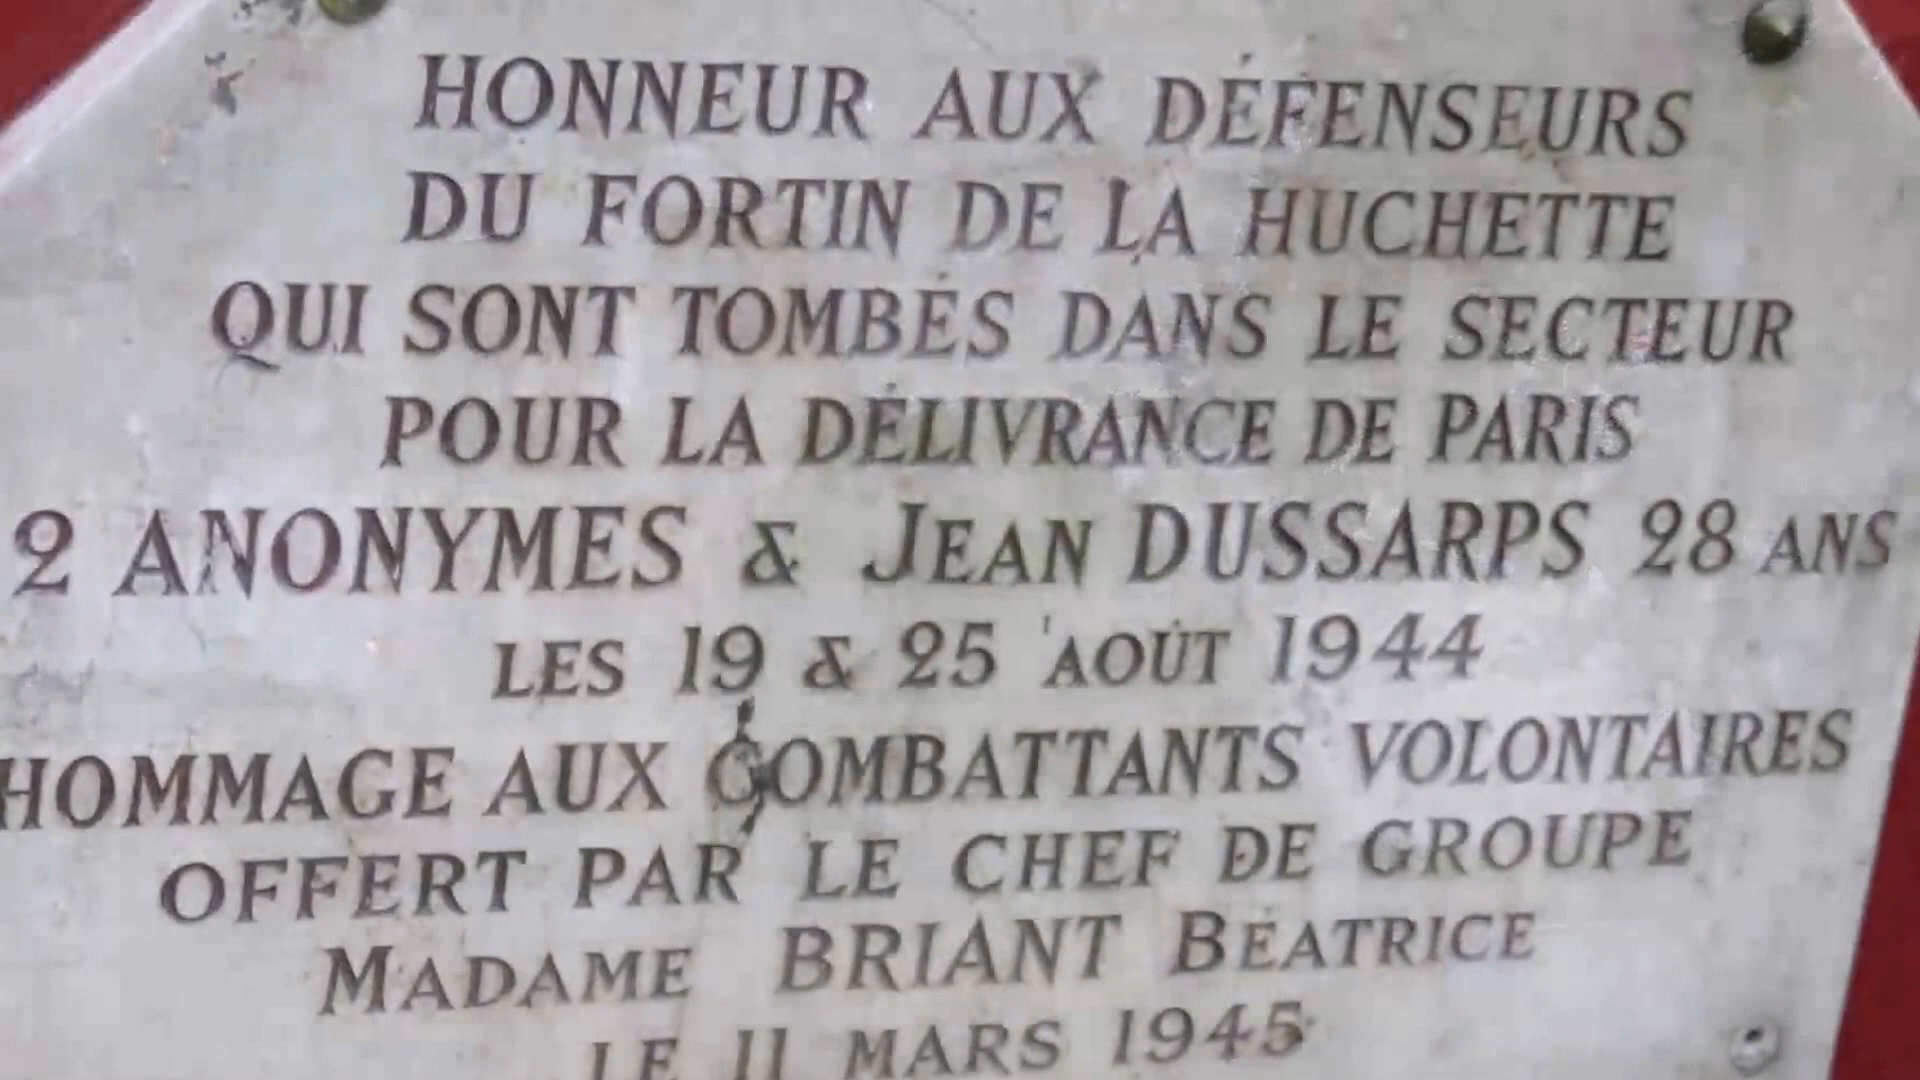 HONNEUR AUX DÉFENSEURS
DU FORTIN DE LA HUCHETTE
QUI SONT TOMBÉS DANS LE SECTEUR
POUR LA DÉLIVRANCE DE PARIS
2 ANONYMES & JEAN DUSSARPS 28 ANS
LES 19 & 25 AOÛT 1944
HOMMAGE AUX COMBATTANTS VOLONTAIRES
OFFERT PAR LE CHEF DE GROUPE
MADAME BRIANT BÉATRICE
LE 11 MARS 1945